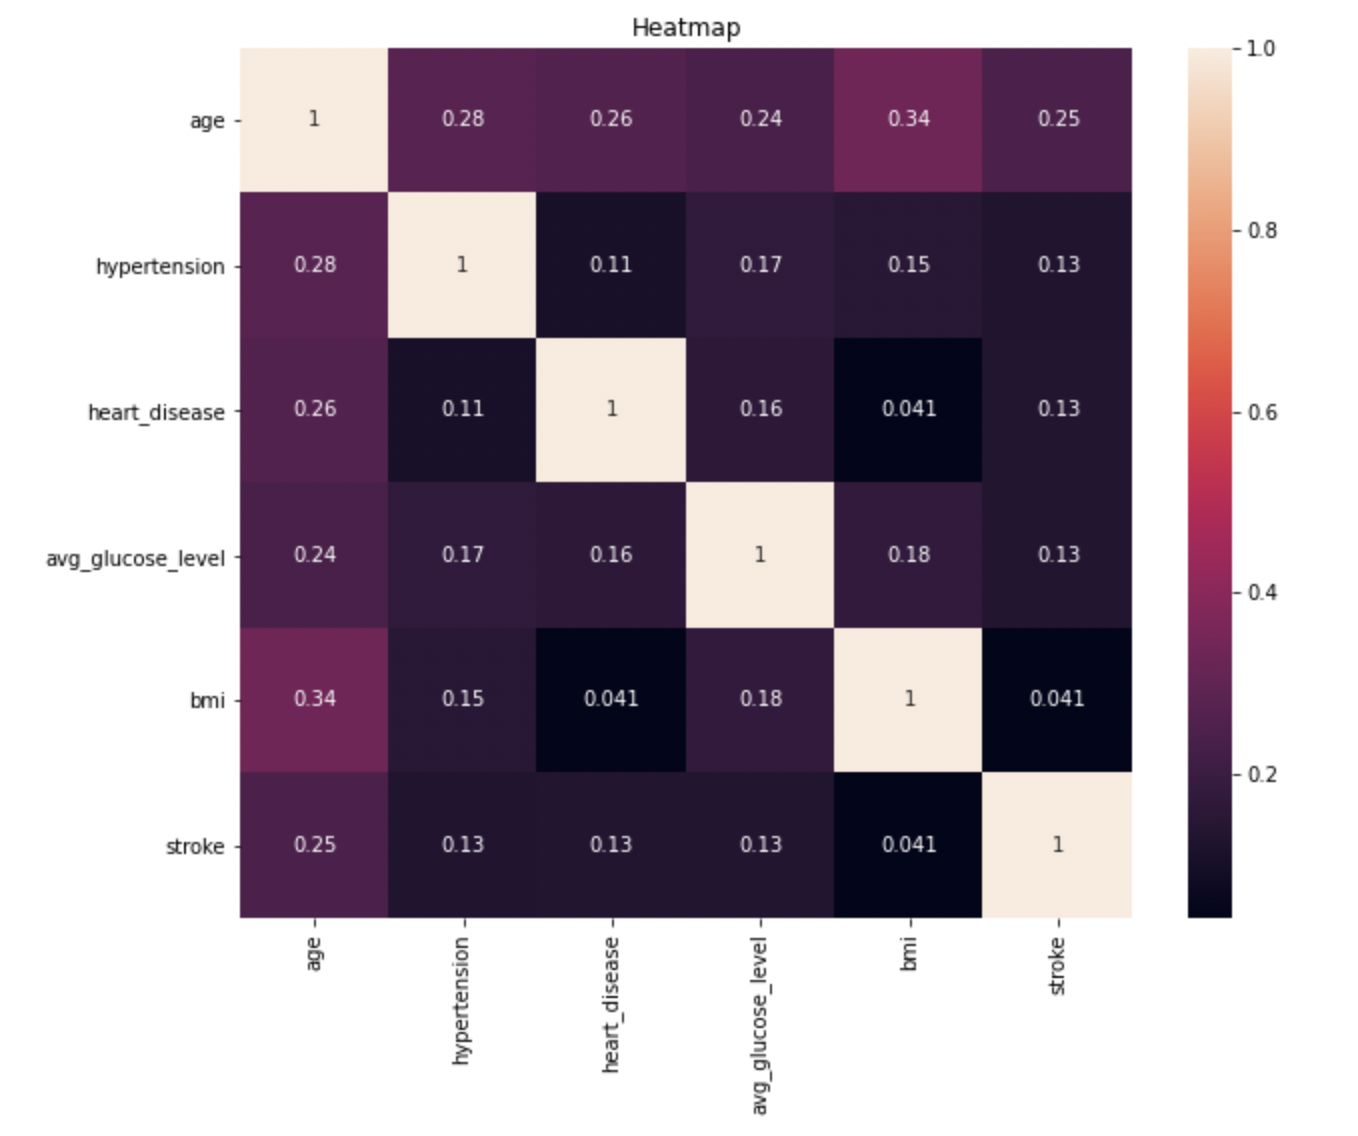 Heatmap
age 1 0.28 0.26 0.24 0.34 0.25
hypertension 0.28 1 0.11 0.17 0.15 0.13
heart_disease 0.26 0.11 1 0.16 0.041 0.13
avg_glucose_level 0.24 0.17 0.16 1 0.18 0.13
bmi 0.34 0.15 0.041 0.18 1 0.041
stroke 0.25 0.13 0.13 0.13 0.041 1
age
hypertension
heart_disease
avg_glucose_level
bmi
stroke
1.0
0.8
0.6
0.4
0.2